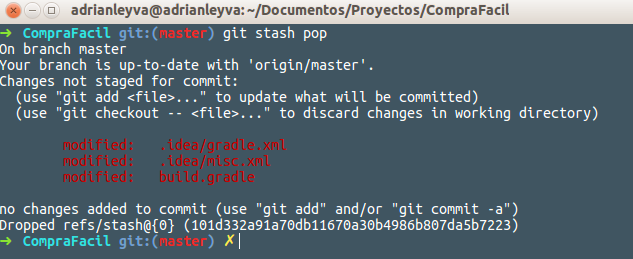 adrianleyva@adrianleyva:~/Documentos/Proyectos/CompraFacil
➜  CompraFacil git:(master) git stash pop
On branch master
Your branch is up-to-date with 'origin/master'.
Changes not staged for commit:
  (use "git add <file>..." to update what will be committed)
  (use "git checkout -- <file>..." to discard changes in working directory)

        modified:   .idea/gradle.xml
        modified:   .idea/misc.xml
        modified:   build.gradle

no changes added to commit (use "git add" and/or "git commit -a")
Dropped refs/stash@{0} (101d332a91a70db11670a30b4986b807da5b7223)
➜  CompraFacil git:(master) ✗